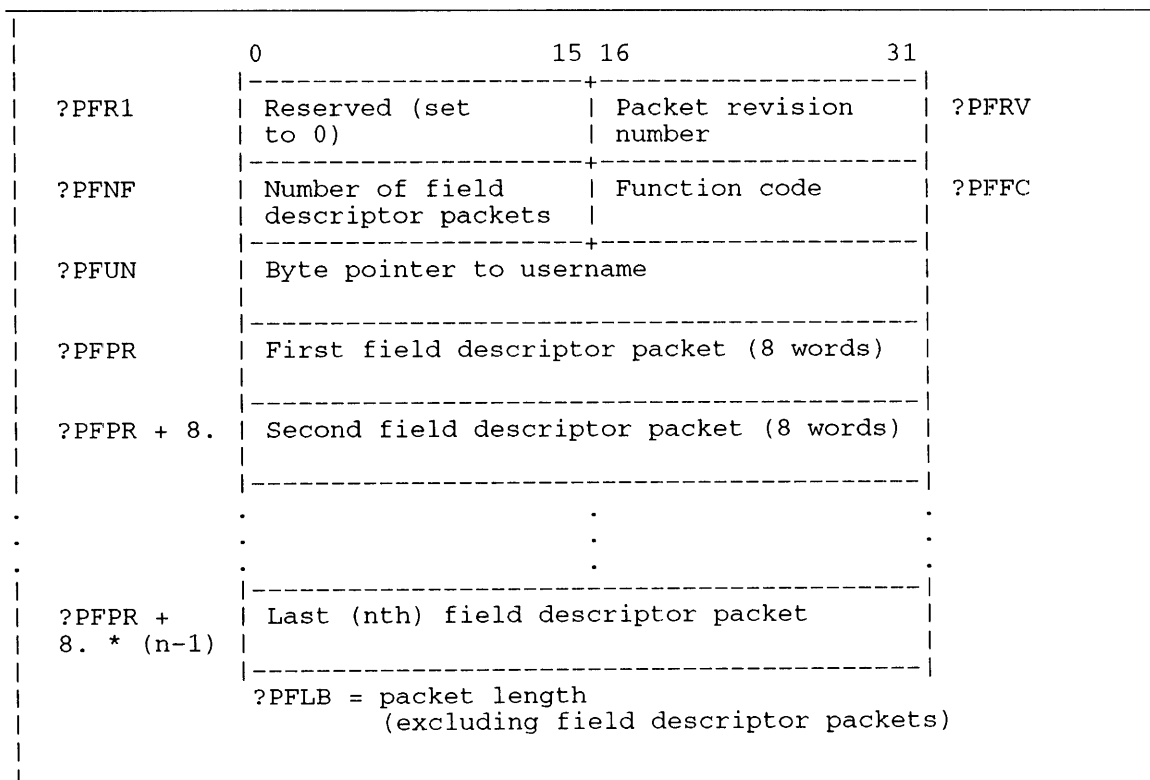 0 15 16 31
?PFR1 Reserved (set Packet revision ?PFRV
to 0) number
?PFNF Number of field Function code ?PFFC
descriptor packets
?PFUN Byte pointer to username
?PFPR First field descriptor packet (8 words)
?PFPR + 8. Second field descriptor packet (8 words)
?PFPR + Last (nth) field descriptor packet
8. * (n-1)
?PFLB = packet length
(excluding field descriptor packets)